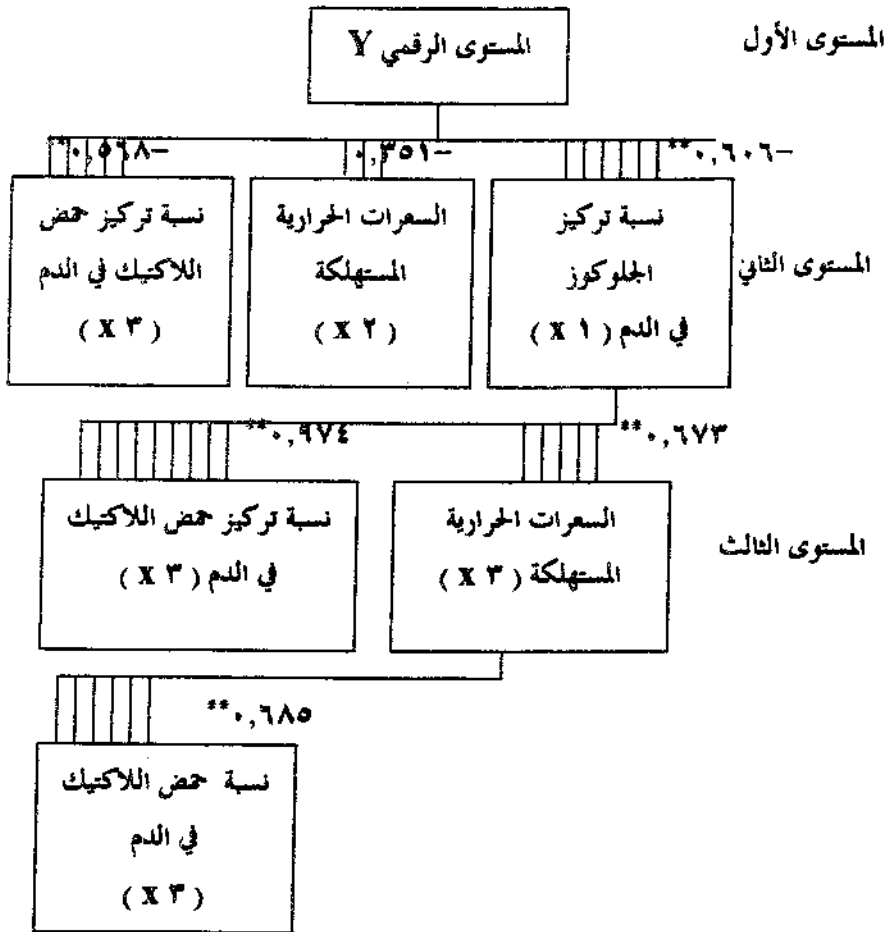 المستوى الأول
المستوى الرقمي Y
**٠,٦٠٦-
٠,٣٥١-
*٠,٥٦٨-
المستوى الثاني
نسبة تركيز
الجلوكوز
في الدم ( X ١ )
السعرات الحرارية
المستهلكة
( X ٢ )
نسبة تركيز حمض
اللاكتيك في الدم
( X ٣ )
**٠,٦٧٣
**٠,٩٧٤
المستوى الثالث
السعرات الحرارية
المستهلكة ( X ٣ )
نسبة تركيز حمض اللاكتيك
في الدم ( X ٣ )
**٠,٦٨٥
نسبة حمض اللاكتيك
في الدم
( X ٣ )